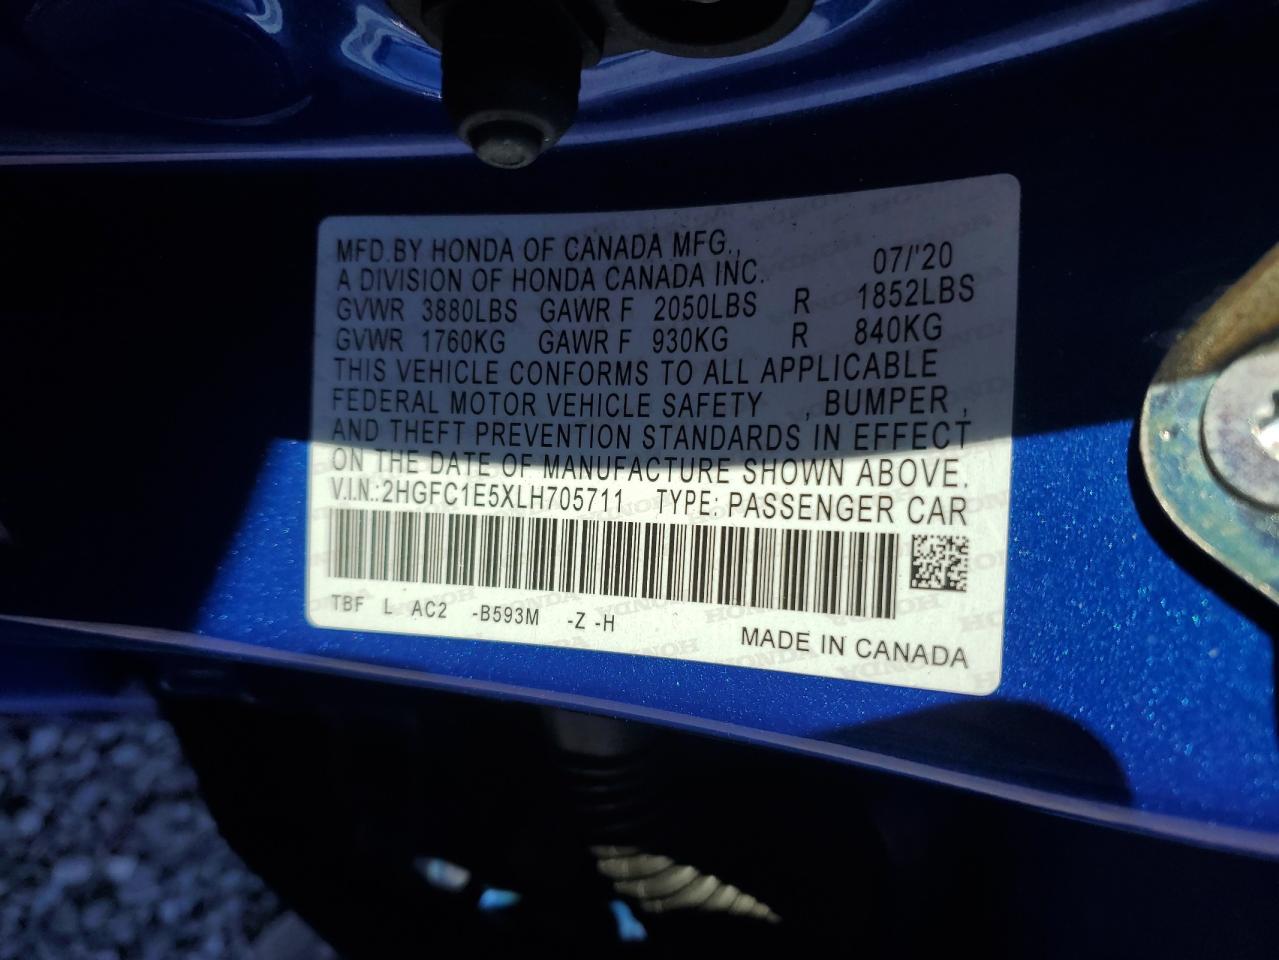 MFD.BY HONDA OF CANADA MFG.,
A DIVISION OF HONDA CANADA INC. 07/'20
GVWR 3880LBS GAWR F 2050LBS R 1852LBS
GVWR 1760KG GAWR F 930KG R 840KG
THIS VEHICLE CONFORMS TO ALL APPLICABLE
FEDERAL MOTOR VEHICLE SAFETY , BUMPER ,
AND THEFT PREVENTION STANDARDS IN EFFECT
ON THE DATE OF MANUFACTURE SHOWN ABOVE.
V.I.N.:2HGFC1E5XLH705711 TYPE: PASSENGER CAR
TBF L AC2 -B593M -Z -H
MADE IN CANADA